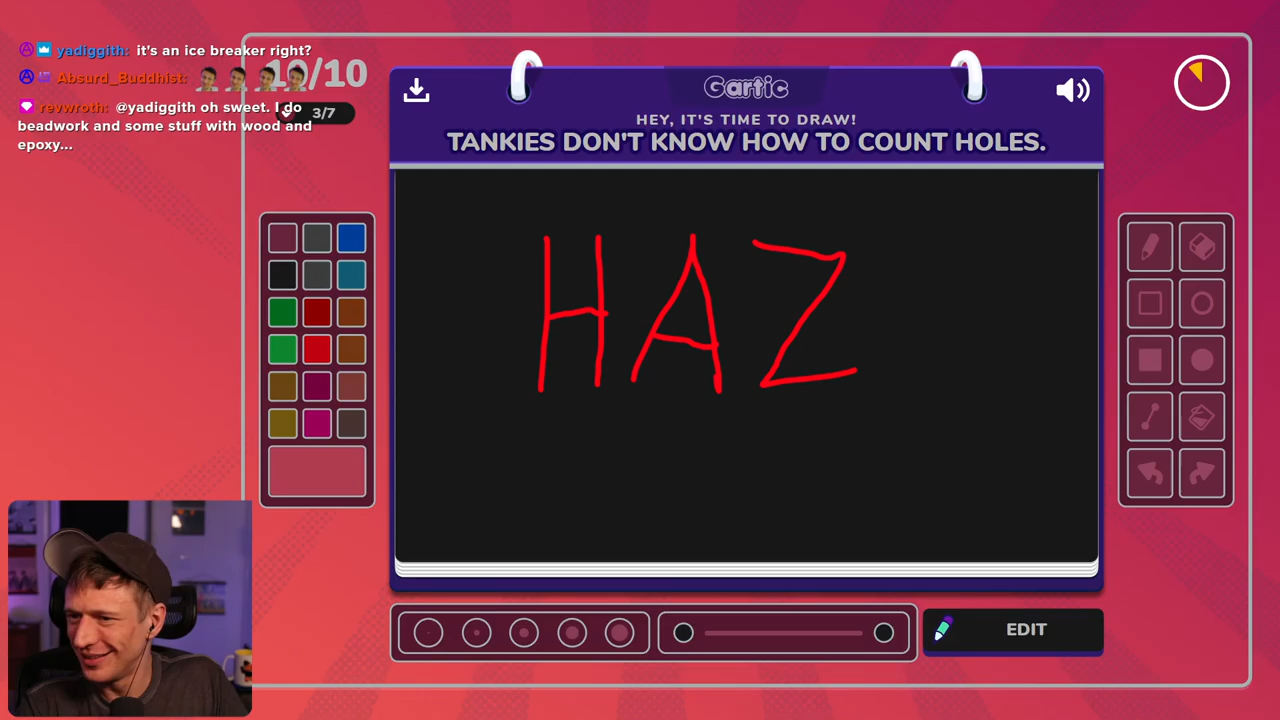 yadiggith: it's an ice breaker right?
Absurd_Buddhist:
revwroth: @yadiggith oh sweet. I do
beadwork and some stuff with wood and
epoxy...
10/10
3/7
Gartic
HEY, IT'S TIME TO DRAW!
TANKIES DON'T KNOW HOW TO COUNT HOLES.
HAZ
EDIT